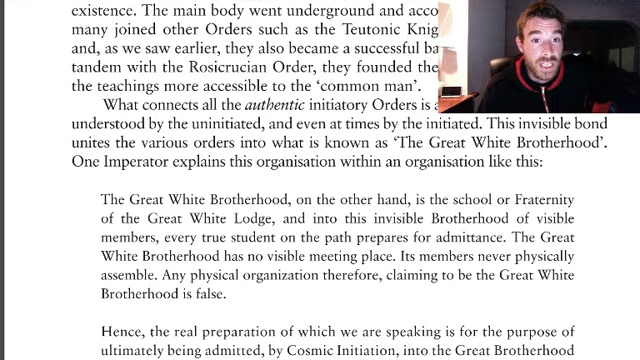 existence. The main body went underground and acco
many joined other Orders such as the Teutonic Knig
and, as we saw earlier, they also became a successful ba
tandem with the Rosicrucian Order, they founded the
the teachings more accessible to the ‘common man’.
What connects all the authentic initiatory Orders is a
understood by the uninitiated, and even at times by the initiated. This invisible bond
unites the various orders into what is known as ‘The Great White Brotherhood’.
One Imperator explains this organisation within an organisation like this:
The Great White Brotherhood, on the other hand, is the school or Fraternity
of the Great White Lodge, and into this invisible Brotherhood of visible
members, every true student on the path prepares for admittance. The Great
White Brotherhood has no visible meeting place. Its members never physically
assemble. Any physical organization therefore, claiming to be the Great White
Brotherhood is false.
Hence, the real preparation of which we are speaking is for the purpose of
ultimately being admitted, by Cosmic Initiation, into the Great Brotherhood